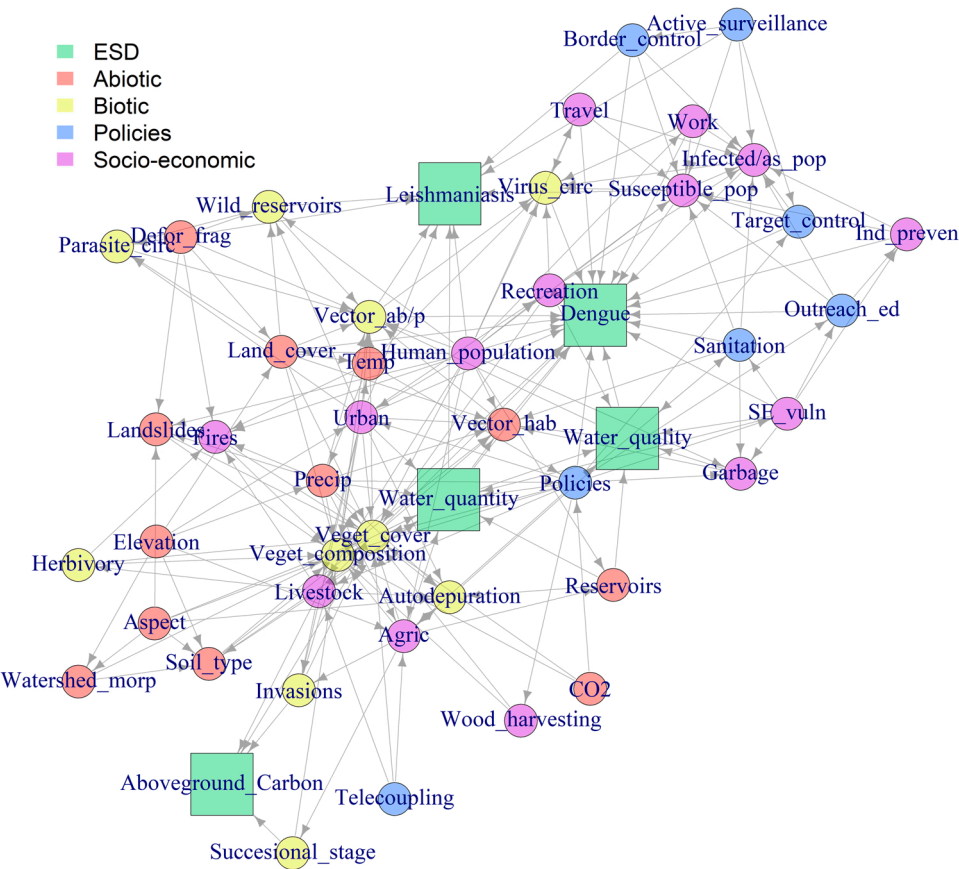 Active_surveillance
Border_control
ESD
Abiotic
Biotic
Policies
Socio-economic
Travel
Work
Infected/as_pop
Leishmaniasis
Virus_circ
Susceptible_pop
Wild_reservoirs
Target_control
Ind_preven
Defor_frag
Parasite_circ
Recreation
Outreach_ed
Vector_ab/p
Dengue
Land_cover
Temp
Human_population
Sanitation
Urban
SE_vuln
Vector_hab
Landslides
Fires
Water_quality
Garbage
Precip
Policies
Water_quantity
Veget_cover
Elevation
Veget_composition
Herbivory
Reservoirs
Livestock
Autodepuration
Aspect
Agric
Soil_type
Watershed_morp
Invasions
CO2
Wood_harvesting
Aboveground_Carbon
Telecoupling
Succesional_stage